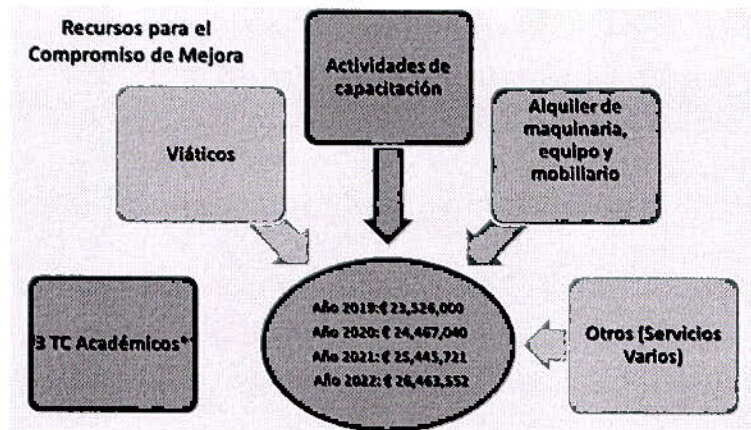 Recursos para el
Compromiso de Mejora
Actividades de
capacitación
Viáticos
Alquiler de
maquinaria,
equipo y
mobiliario
3 TC Académicos*
Año 2019: ₡ 23,526,000
Año 2020: ₡ 24,467,040
Año 2021: ₡ 25,445,721
Año 2022: ₡ 26,463,552
Otros (Servicios
Varios)